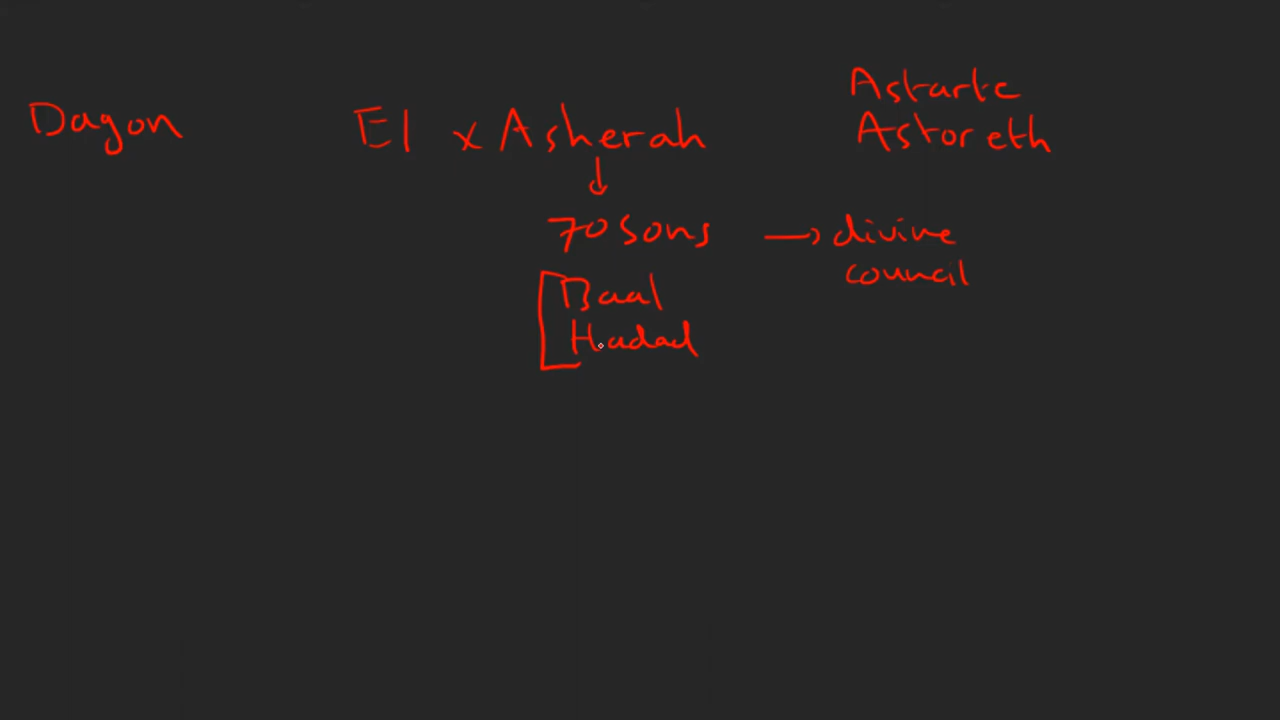 Dagon
El x Asherah
Astarte
Astoreth
↓
70 Sons → divine
council
Baal
Hadad